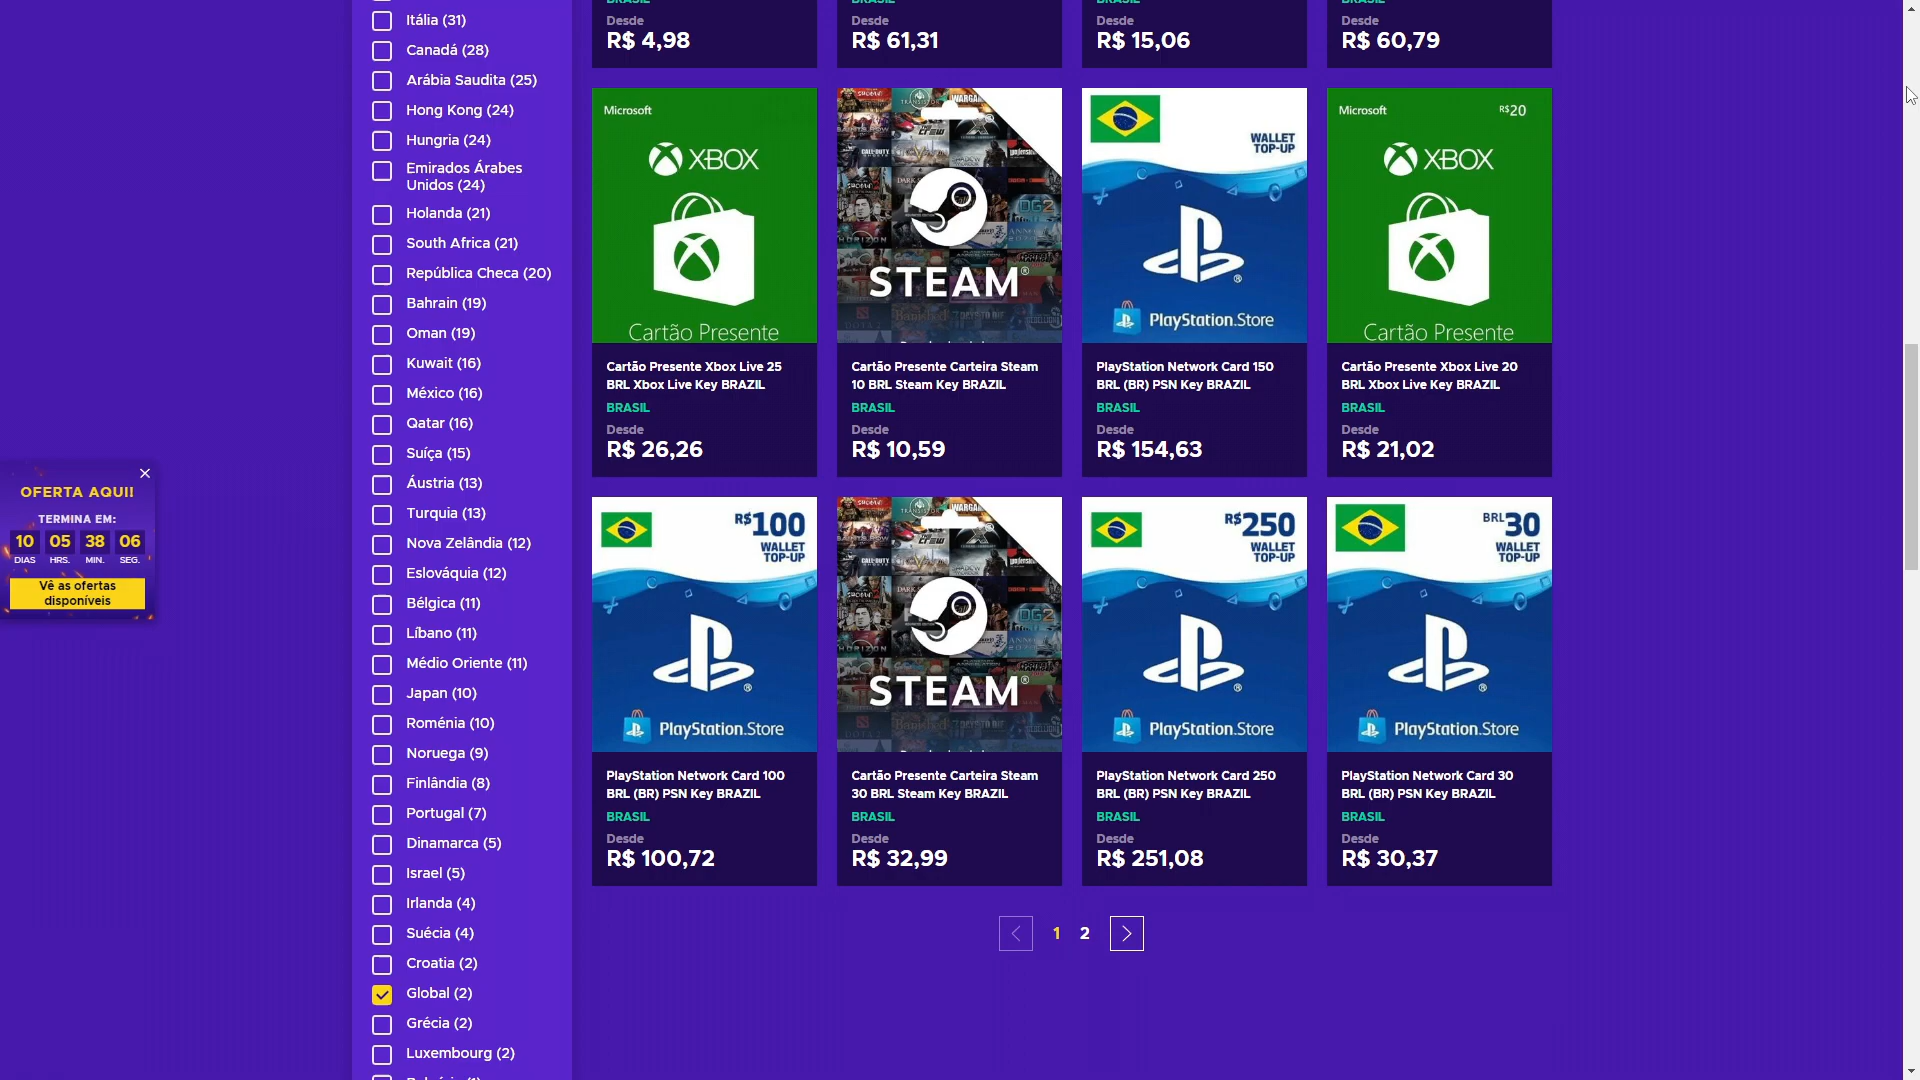 Itália (31)
Canadá (28)
Arábia Saudita (25)
Hong Kong (24)
Hungria (24)
Emirados Árabes
Unidos (24)
Holanda (21)
South Africa (21)
República Checa (20)
Bahrain (19)
Oman (19)
Kuwait (16)
México (16)
Qatar (16)
Suíça (15)
Áustria (13)
Turquia (13)
Nova Zelândia (12)
Eslováquia (12)
Bélgica (11)
Líbano (11)
Médio Oriente (11)
Japan (10)
Roménia (10)
Noruega (9)
Finlândia (8)
Portugal (7)
Dinamarca (5)
Israel (5)
Irlanda (4)
Suécia (4)
Croatia (2)
Global (2)
Grécia (2)
Luxembourg (2)
OFERTA AQUI!
TERMINA EM:
10 05 38 06
DIAS HRS. MIN. SEG.
Vê as ofertas
disponíveis
BRASIL
Desde
R$ 4,98
BRASIL
Desde
R$ 61,31
BRASIL
Desde
R$ 15,06
BRASIL
Desde
R$ 60,79
Microsoft
XBOX
Cartão Presente
Cartão Presente Xbox Live 25
BRL Xbox Live Key BRAZIL
BRASIL
Desde
R$ 26,26
STEAM®
Cartão Presente Carteira Steam
10 BRL Steam Key BRAZIL
BRASIL
Desde
R$ 10,59
WALLET
TOP-UP
PlayStation.Store
PlayStation Network Card 150
BRL (BR) PSN Key BRAZIL
BRASIL
Desde
R$ 154,63
Microsoft R$20
XBOX
Cartão Presente
Cartão Presente Xbox Live 20
BRL Xbox Live Key BRAZIL
BRASIL
Desde
R$ 21,02
R$100
WALLET
TOP-UP
PlayStation.Store
PlayStation Network Card 100
BRL (BR) PSN Key BRAZIL
BRASIL
Desde
R$ 100,72
STEAM®
Cartão Presente Carteira Steam
30 BRL Steam Key BRAZIL
BRASIL
Desde
R$ 32,99
R$250
WALLET
TOP-UP
PlayStation.Store
PlayStation Network Card 250
BRL (BR) PSN Key BRAZIL
BRASIL
Desde
R$ 251,08
BRL30
WALLET
TOP-UP
PlayStation.Store
PlayStation Network Card 30
BRL (BR) PSN Key BRAZIL
BRASIL
Desde
R$ 30,37
1 2